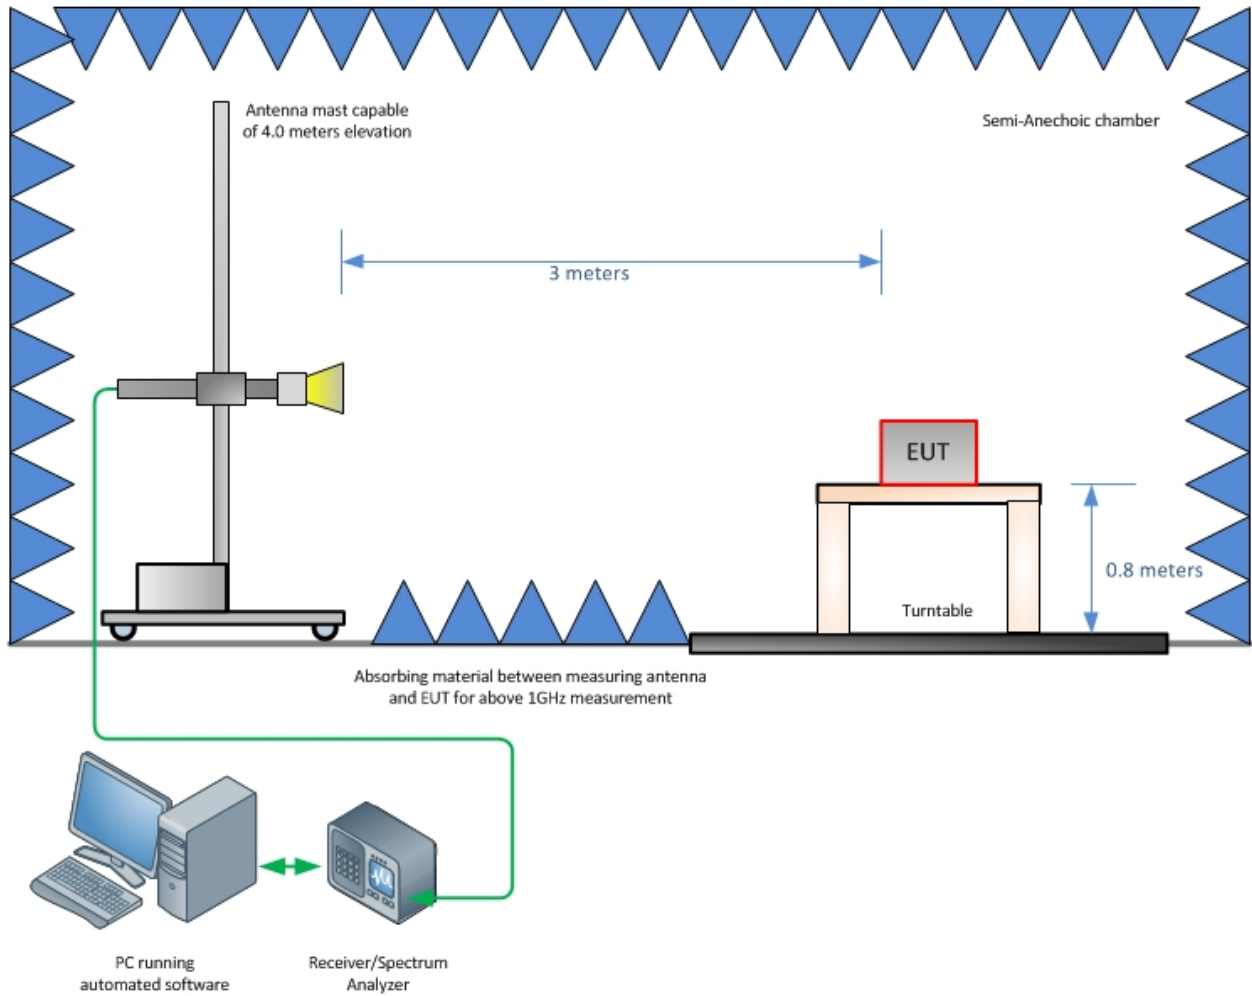 Antenna mast capable
of 4.0 meters elevation
Semi-Anechoic chamber
3 meters
EUT
0.8 meters
Turntable
Absorbing material between measuring antenna
and EUT for above 1GHz measurement
PC running
automated software
Receiver/Spectrum
Analyzer